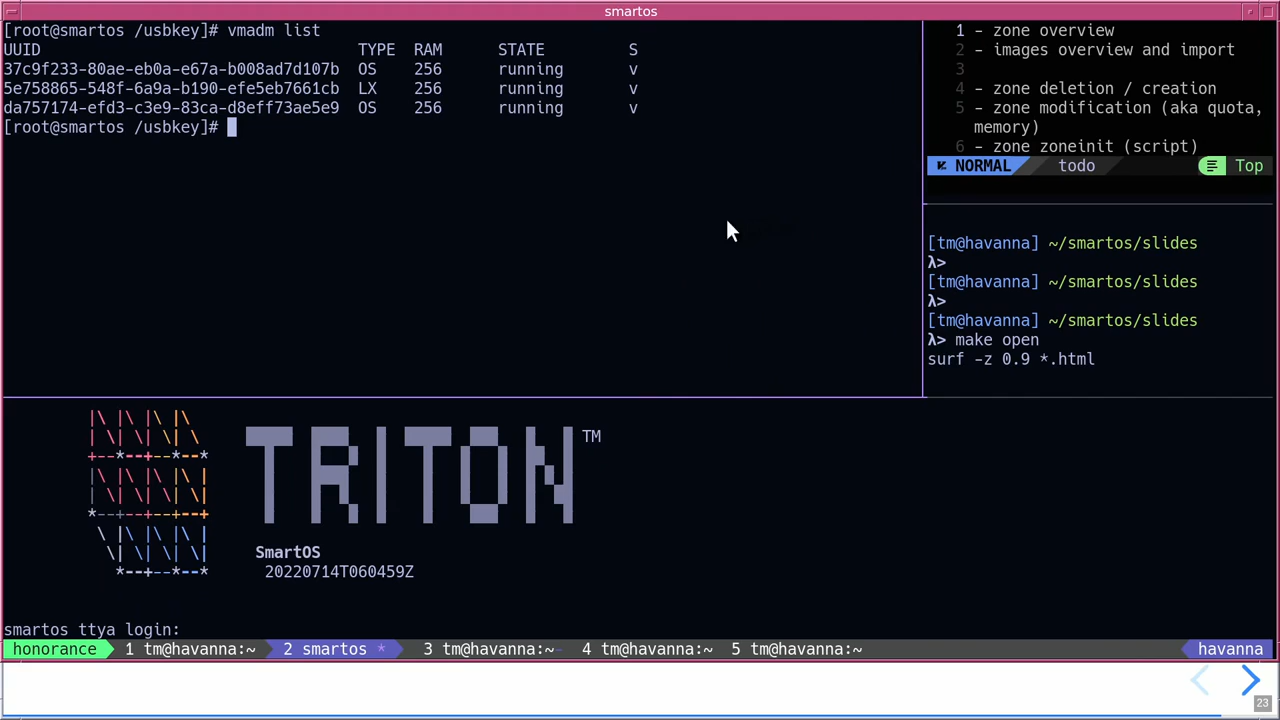 smartos
[root@smartos /usbkey]# vmadm list
UUID TYPE RAM STATE S
37c9f233-80ae-eb0a-e67a-b008ad7d107b OS 256 running v
5e758865-548f-6a9a-b190-efe5eb7661cb LX 256 running v
da757174-efd3-c3e9-83ca-d8eff73ae5e9 OS 256 running v
[root@smartos /usbkey]#
1 - zone overview
2 - images overview and import
3
4 - zone deletion / creation
5 - zone modification (aka quota,
memory)
6 - zone zoneinit (script)
NORMAL todo Top
[tm@havanna] ~/smartos/slides
λ>
[tm@havanna] ~/smartos/slides
λ>
[tm@havanna] ~/smartos/slides
λ> make open
surf -z 0.9 *.html
TRITON TM
SmartOS
20220714T060459Z
smartos ttya login:
honorance 1 tm@havanna:~ 2 smartos * 3 tm@havanna:~- 4 tm@havanna:~ 5 tm@havanna:~ havanna
23